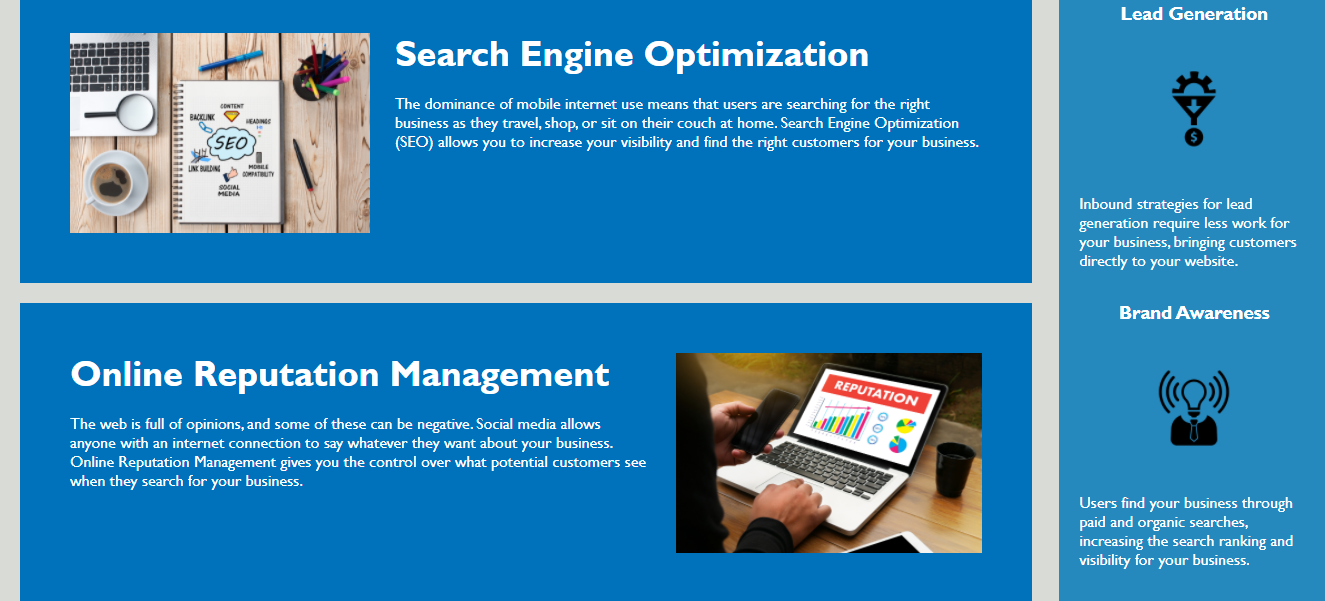 Search Engine Optimization
The dominance of mobile internet use means that users are searching for the right
business as they travel, shop, or sit on their couch at home. Search Engine Optimization
(SEO) allows you to increase your visibility and find the right customers for your business.
CONTENT
BACKLINK
HEADINGS
SEO
LINK BUILDING
MOBILE
COMPATIBILITY
SOCIAL
MEDIA
Online Reputation Management
The web is full of opinions, and some of these can be negative. Social media allows
anyone with an internet connection to say whatever they want about your business.
Online Reputation Management gives you the control over what potential customers see
when they search for your business.
REPUTATION
Lead Generation
$
Inbound strategies for lead
generation require less work for
your business, bringing customers
directly to your website.
Brand Awareness
Users find your business through
paid and organic searches,
increasing the search ranking and
visibility for your business.